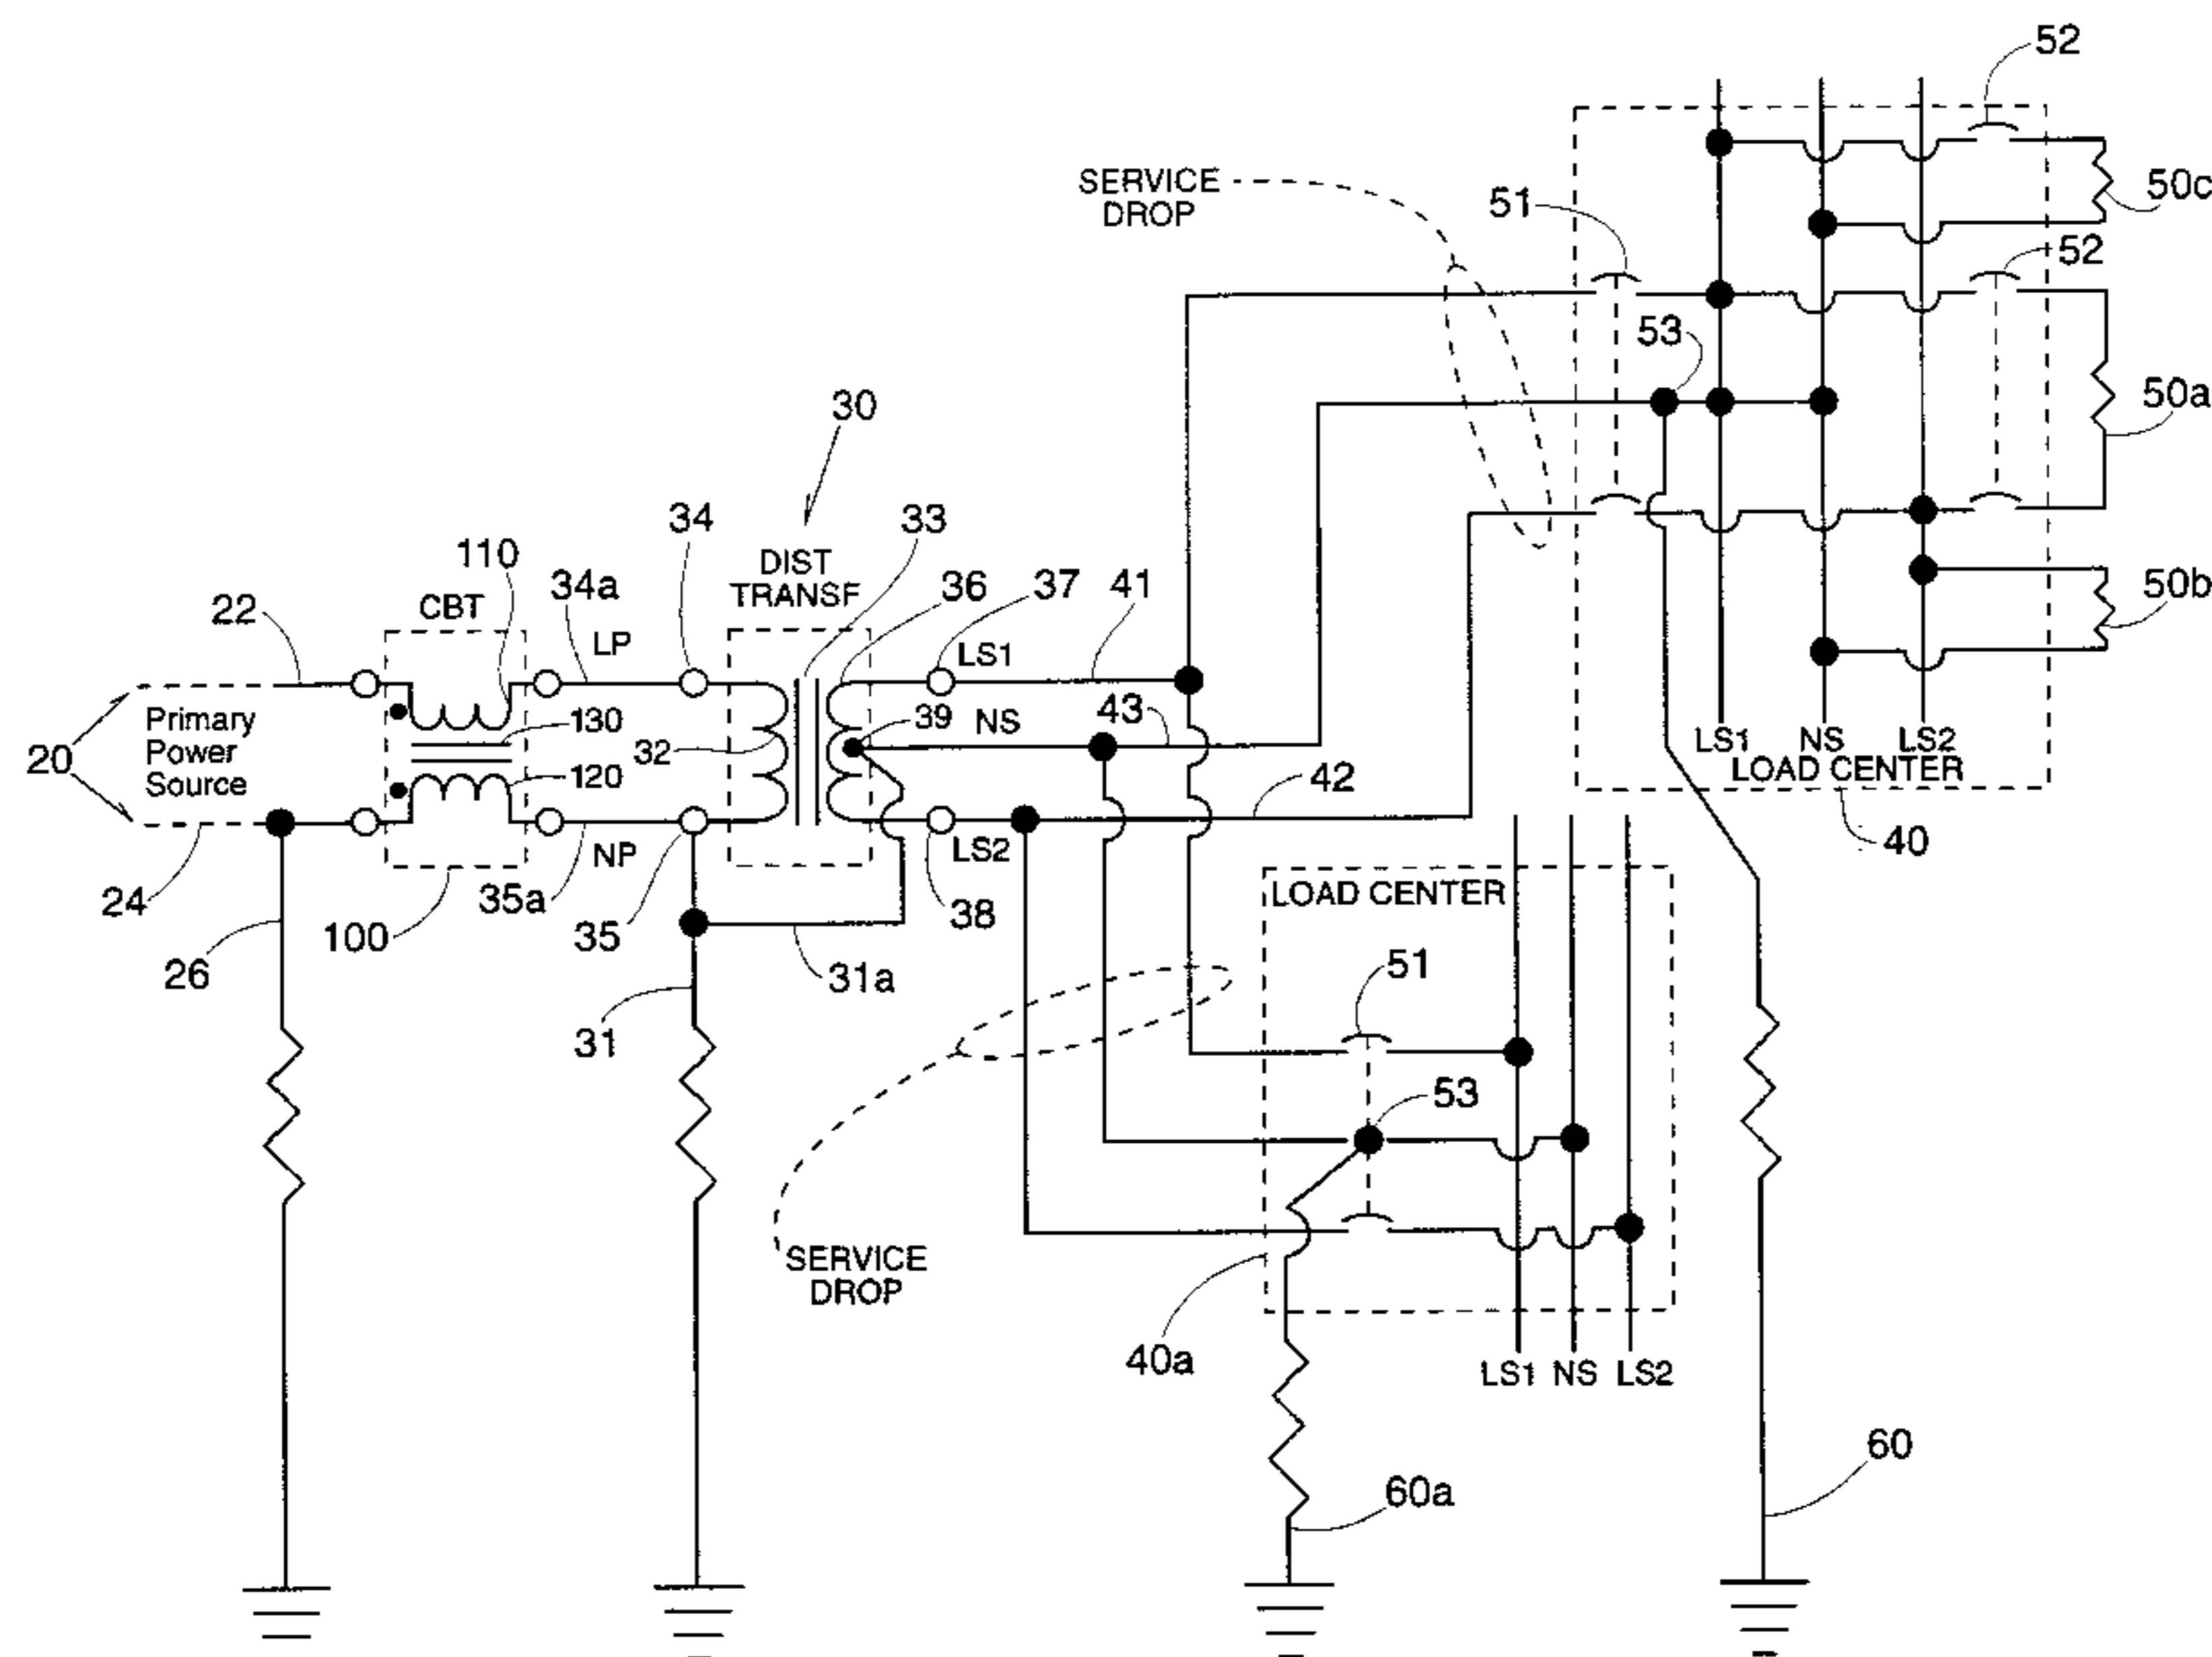 52
SERVICE
DROP
51
50c
52
53
30
50a
34
33
DIST
TRANSF
110
22
CBT
34a
LP
36
37
41
50b
LS1
Primary
Power
Source
20
130
32
39
NS
43
LS1
NS
LS2
LOAD CENTER
120
42
24
NP
LS2
40
35a
38
LOAD CENTER
100
35
26
31a
51
31
53
SERVICE
DROP
40a
LS1
NS
LS2
60
60a